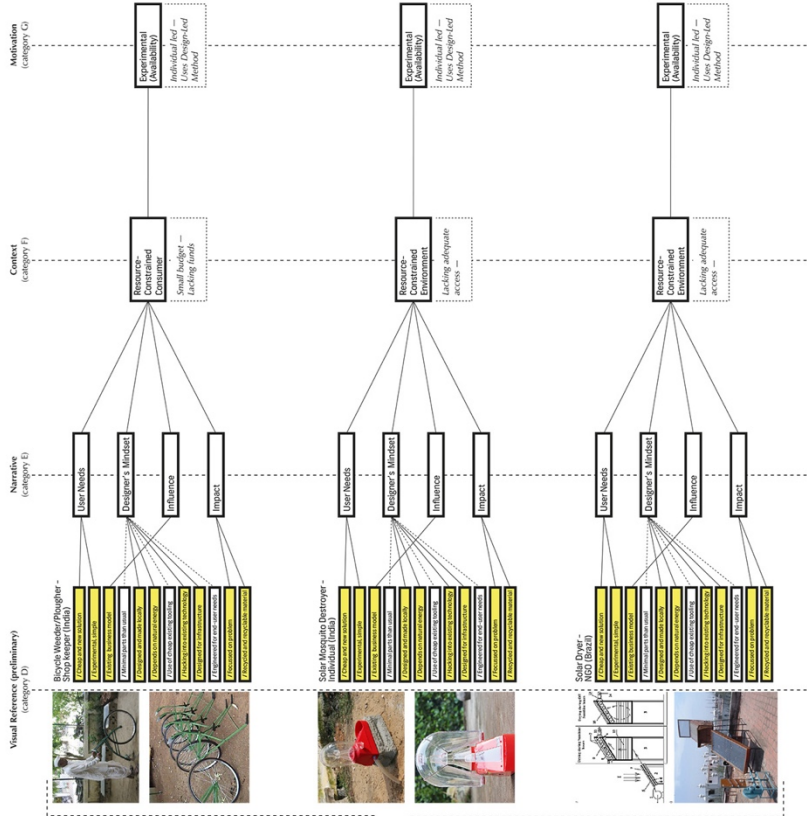 Visual Reference (preliminary)
(category D)
Narrative
(category E)
Context
(category F)
Motivation
(category G)
Bicycle Weeder/Plougher -
Shop keeper (India)
/ Cheap and new solution
/ Experimental, simple
/ Existing business model
/ Minimal parts than usual
/ Designed and made locally
/ Depends on natural energy
/ Use of cheap existing tooling
/ Hacking into existing technology
/ Designed for infrastructure
/ Engineered for end-user needs
/ Focussed on problem
/ Recycled and recyclable material
User Needs
Designer's Mindset
Influence
Impact
Resource-
Constrained
Consumer
Small budget —
Lacking funds
Experimental
(Availability)
Individual led —
Uses Design-Led
Method
Solar Mosquito Destroyer -
Individual (India)
/ Cheap and new solution
/ Experimental, simple
/ Existing business model
/ Minimal parts than usual
/ Designed and made locally
/ Depends on natural energy
/ Use of cheap existing tooling
/ Hacking into existing technology
/ Designed for infrastructure
/ Engineered for end-user needs
/ Focussed on problem
/ Recycled and recyclable material
User Needs
Designer's Mindset
Influence
Impact
Resource-
Constrained
Environment
Lacking adequate
access —
Experimental
(Availability)
Individual led —
Uses Design-Led
Method
Solar Dryer -
NGO (Brazil)
/ Cheap and new solution
/ Experimental, simple
/ Existing business model
/ Minimal parts than usual
/ Designed and made locally
/ Depends on natural energy
/ Use of cheap existing tooling
/ Hacking into existing technology
/ Designed for infrastructure
/ Engineered for end-user needs
/ Focussed on problem
/ Recycled and recyclable material
User Needs
Designer's Mindset
Influence
Impact
Resource-
Constrained
Environment
Lacking adequate
access —
Experimental
(Availability)
Individual led —
Uses Design-Led
Method